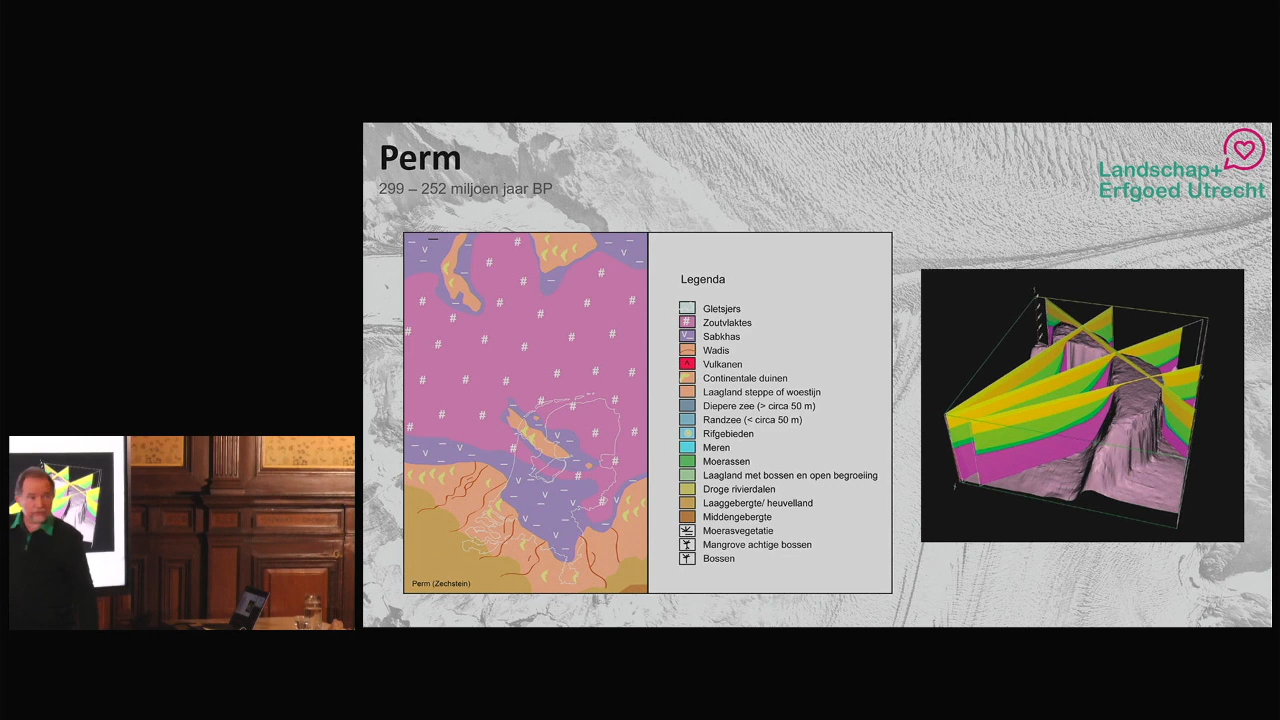 Perm
299 – 252 miljoen jaar BP
Landschap+
Erfgoed Utrecht
Legenda
Gletsjers
Zoutvlaktes
Sabkhas
Wadis
Vulkanen
Continentale duinen
Laagland steppe of woestijn
Diepere zee (> circa 50 m)
Randzee (< circa 50 m)
Rifgebieden
Meren
Moerassen
Laagland met bossen en open begroeiing
Droge rivierdalen
Laaggebergte/ heuvelland
Middengebergte
Moerasvegetatie
Mangrove achtige bossen
Bossen
Perm (Zechstein)